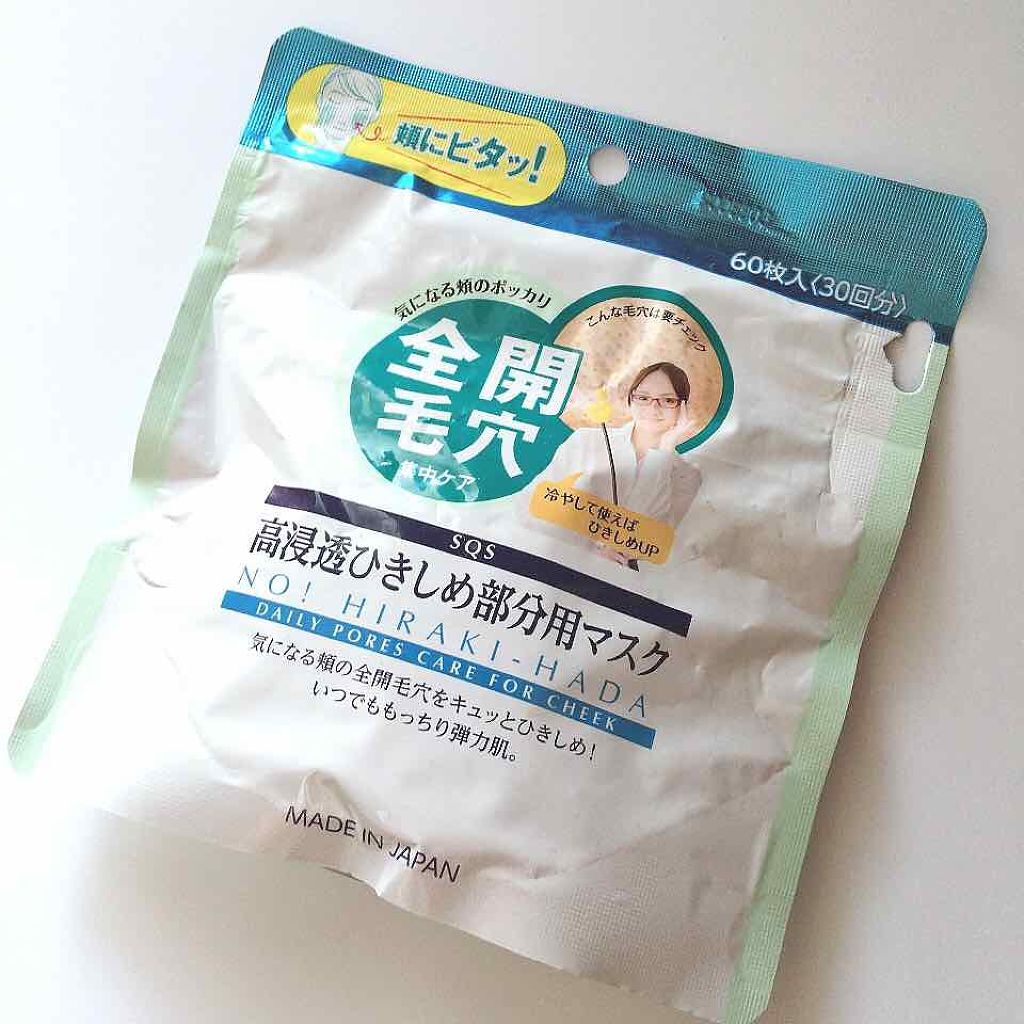 頬にピタッ!
60枚入〈30回分〉
気になる頬のポッカリ
全開
毛穴
集中ケア
こんな毛穴は要チェック
冷やして使えば
ひきしめUP
SQS
高浸透ひきしめ部分用マスク
NO! HIRAKI-HADA
DAILY PORES CARE FOR CHEEK
気になる頬の全開毛穴をキュッとひきしめ!
いつでももっちり弾力肌。
MADE IN JAPAN